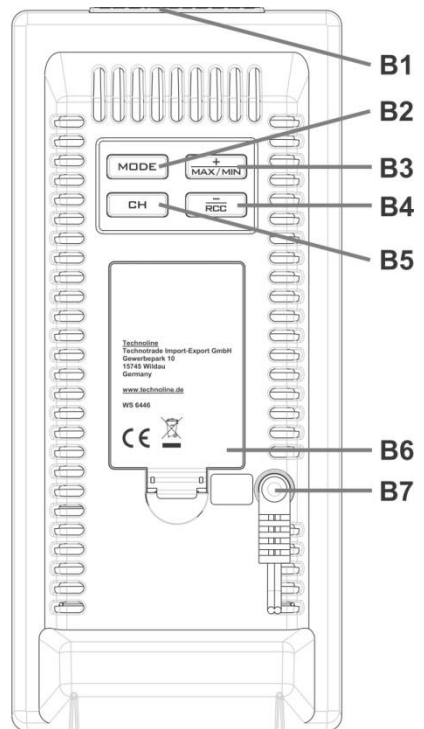 B1
B2
MODE
+
MAX/MIN
B3
CH
−
RCC
B4
B5
Technoline
Technotrade Import-Export GmbH
Gewerbepark 10
15745 Wildau
Germany
www.technoline.de
WS 6446
CE
B6
B7